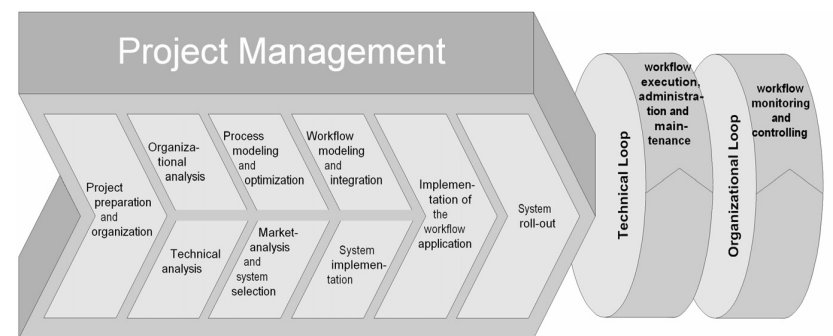 Project Management
Project
preparation
and
organization
Organiza-
tional
analysis
Technical
analysis
Process
modeling
and
optimization
Market-
analysis
and
system
selection
Workflow
modeling
and
integration
System
implemen-
tation
Implemen-
tation of
the
workflow
application
System
roll-out
Technical Loop
workflow
execution,
administra-
tion and
main-
tenance
Organizational Loop
workflow
monitoring
and
controlling